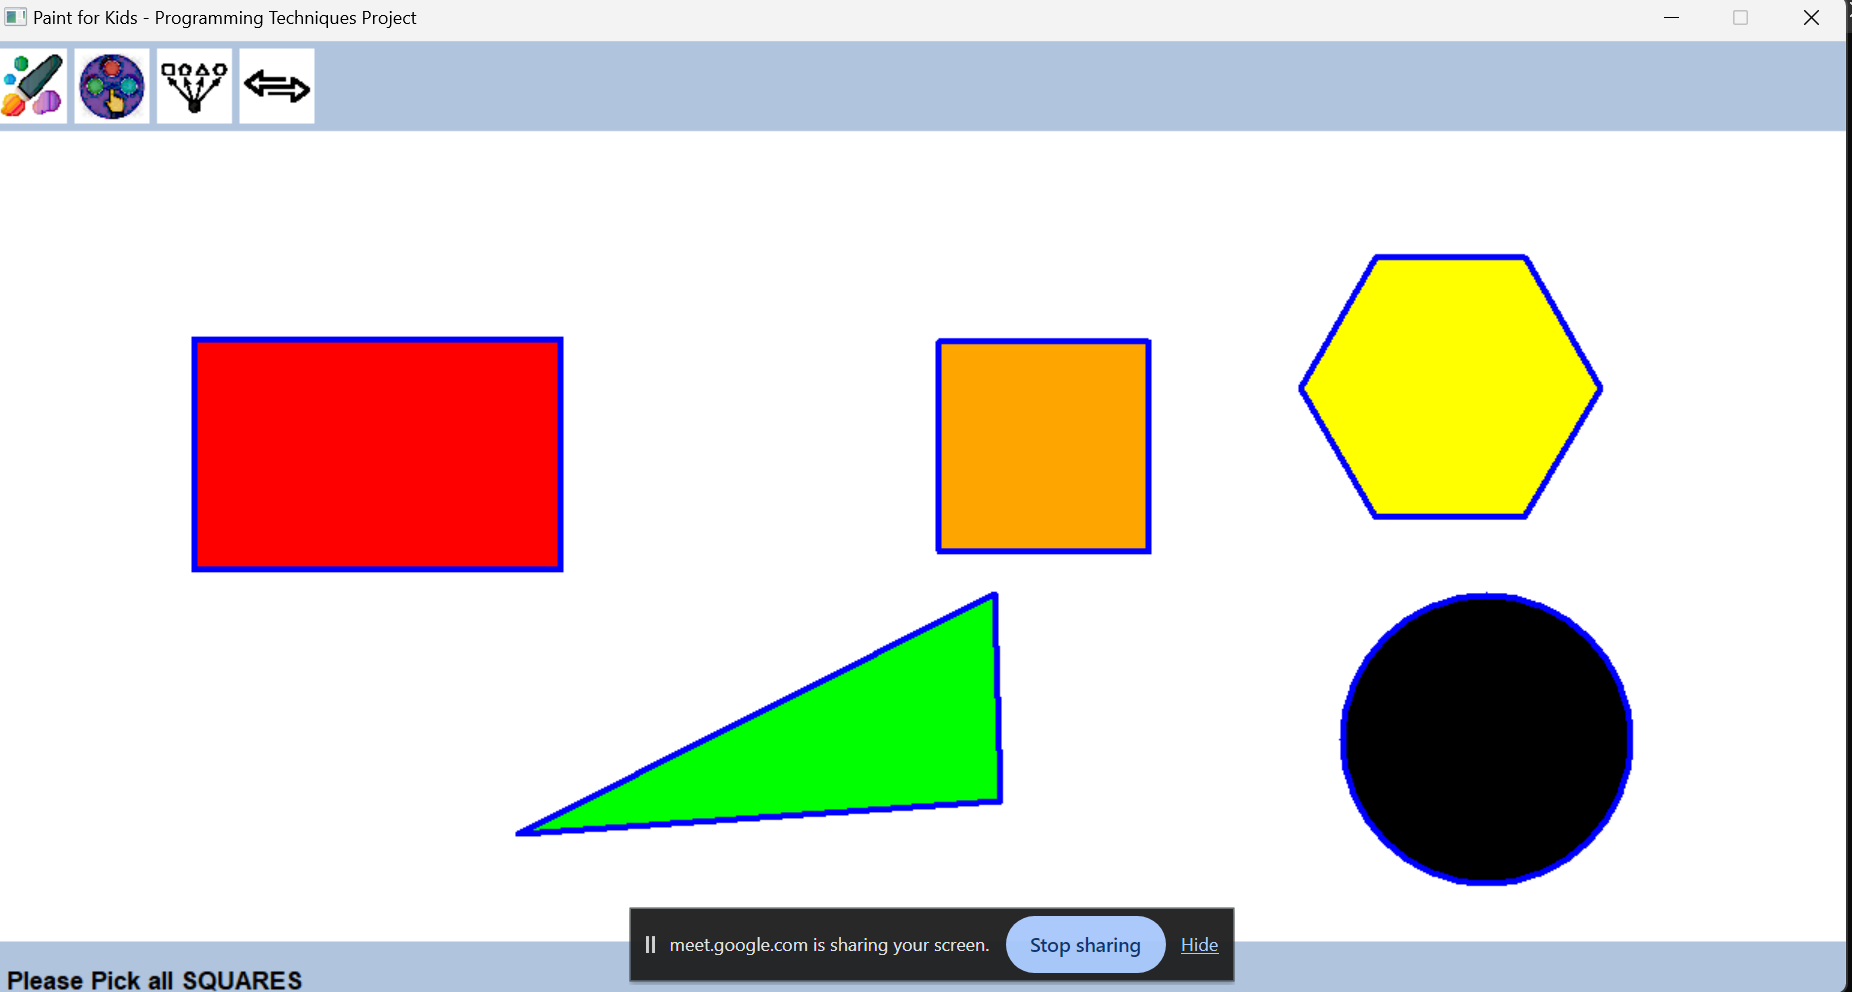 Paint for Kids - Programming Techniques Project
meet.google.com is sharing your screen.
Stop sharing
Hide
Please Pick all SQUARES